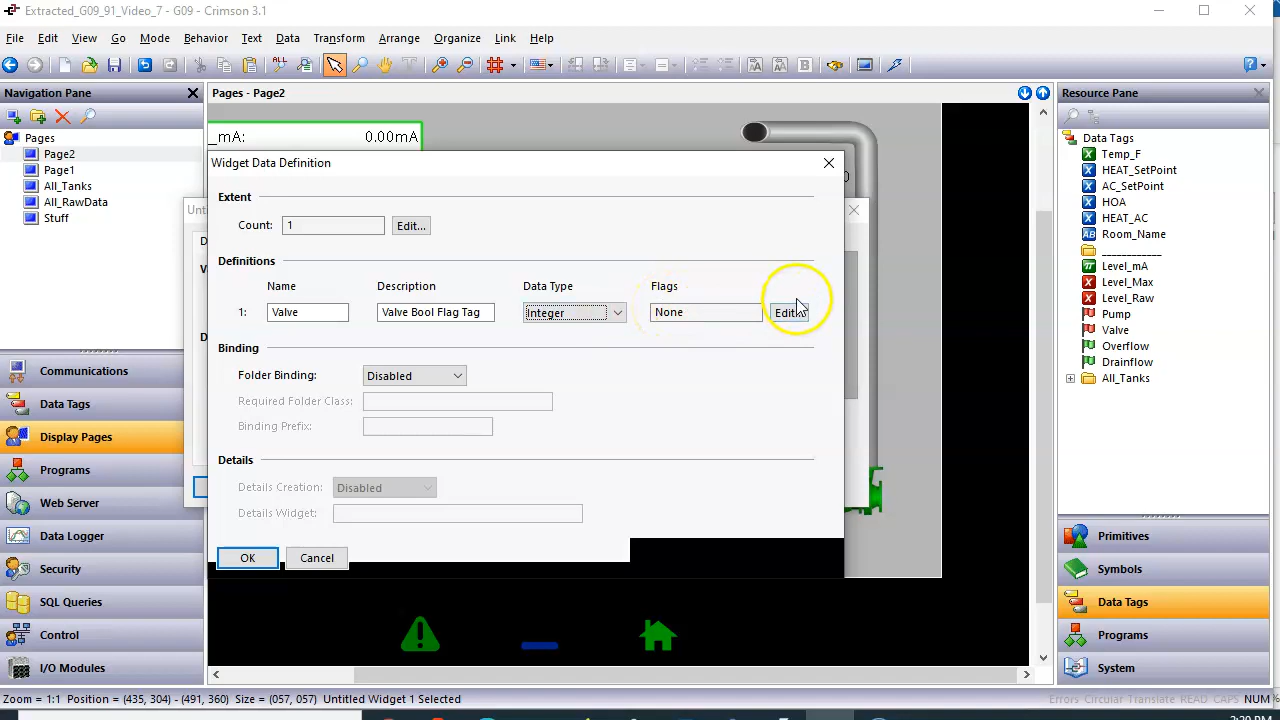 Extracted_G09_91_Video_7 - G09 - Crimson 3.1
File Edit View Go Mode Behavior Text Data Transform Arrange Organize Link Help
Navigation Pane
Pages - Page2
Resource Pane
Pages
Page2
Page1
All_Tanks
All_RawData
Stuff
_mA: 0.00mA
Widget Data Definition
Extent
Count: 1 Edit...
Definitions
Name Description Data Type Flags
1: Valve Valve Bool Flag Tag Integer None Edit...
Binding
Folder Binding: Disabled
Required Folder Class:
Binding Prefix:
Details
Details Creation: Disabled
Details Widget:
OK Cancel
Data Tags
Temp_F
HEAT_SetPoint
AC_SetPoint
HOA
HEAT_AC
Room_Name
____________
Level_mA
Level_Max
Level_Raw
Pump
Valve
Overflow
Drainflow
All_Tanks
Communications
Data Tags
Display Pages
Programs
Web Server
Data Logger
Security
SQL Queries
Control
I/O Modules
Primitives
Symbols
Data Tags
Programs
System
Zoom = 1:1 Position = (435, 304) - (491, 360) Size = (057, 057) Untitled Widget 1 Selected
Errors Circular Translate READ CAPS NUM